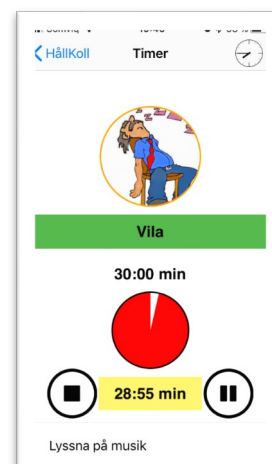 HållKoll
Timer
Vila
30:00 min
28:55 min
Lyssna på musik